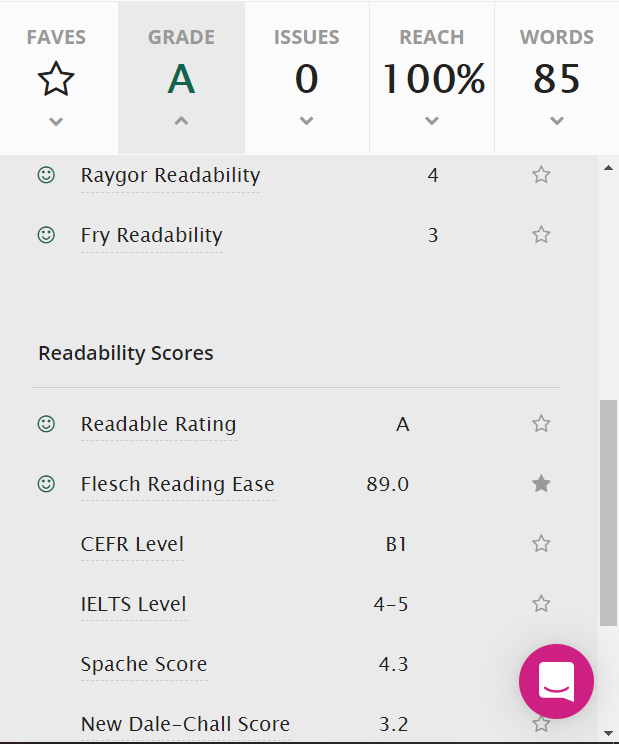 FAVES GRADE ISSUES REACH WORDS
A 0 100% 85
Raygor Readability 4
Fry Readability 3
Readability Scores
Readable Rating A
Flesch Reading Ease 89.0
CEFR Level B1
IELTS Level 4-5
Spache Score 4.3
New Dale-Chall Score 3.2